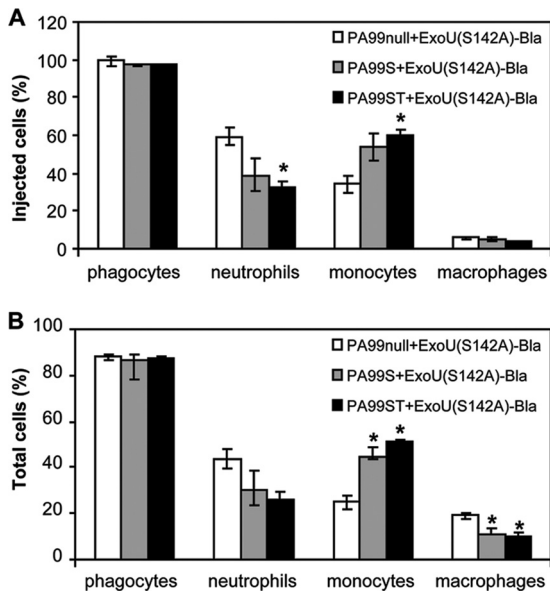 A
Injected cells (%)
120
100
80
60
40
20
0
PA99null+ExoU(S142A)-Bla
PA99S+ExoU(S142A)-Bla
PA99ST+ExoU(S142A)-Bla
*
*
phagocytes neutrophils monocytes macrophages
B
Total cells (%)
100
80
60
40
20
0
PA99null+ExoU(S142A)-Bla
PA99S+ExoU(S142A)-Bla
PA99ST+ExoU(S142A)-Bla
* *
* *
phagocytes neutrophils monocytes macrophages